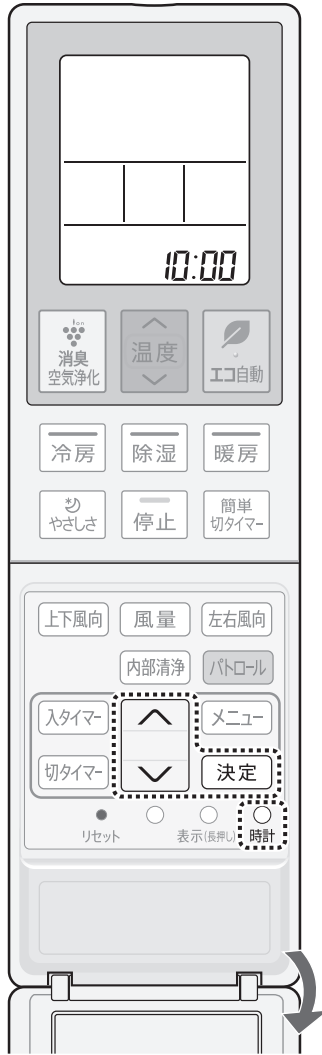 10:00
Ion
消臭
空気浄化
温度
エコ自動
冷房
除湿
暖房
やさしさ
停止
簡単
切タイマー
上下風向
風量
左右風向
内部清浄
パトロール
入タイマー
メニュー
切タイマー
決定
リセット
表示(長押し)
時計